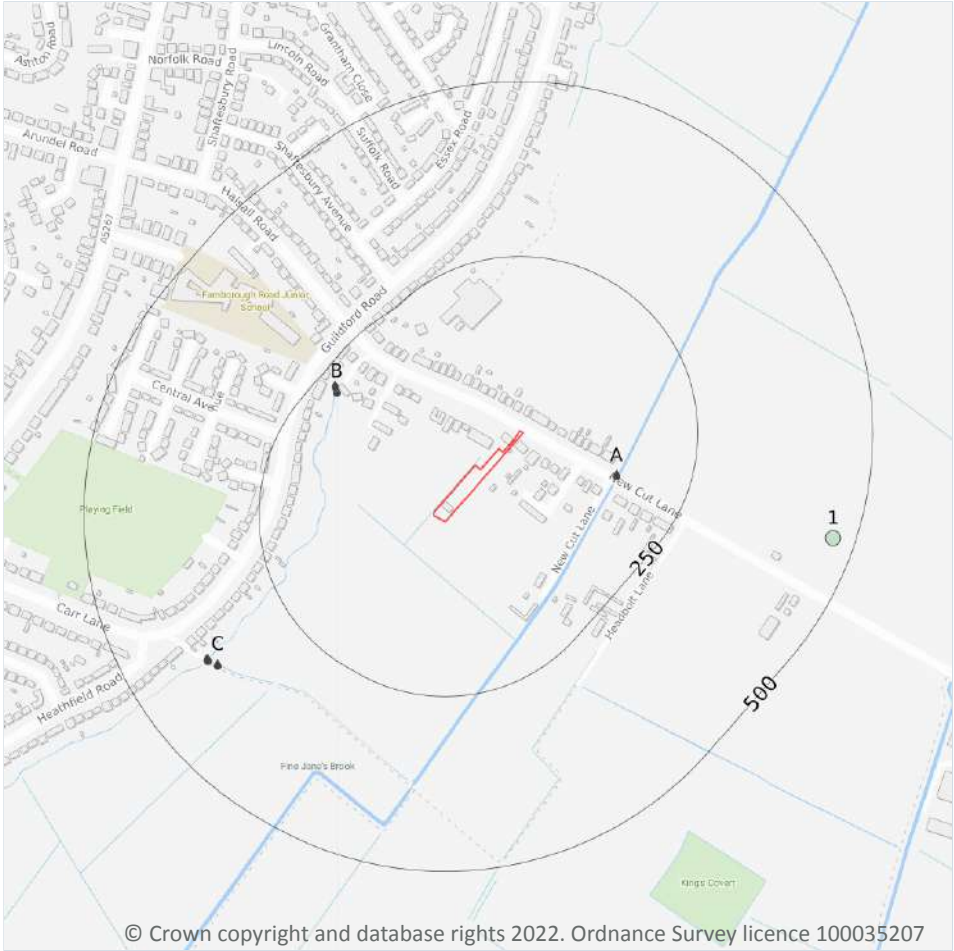 Ashton Road
Norfolk Road
Shaftesbury Road
Lincoln Road
Grantham Close
Suffolk Road
Essex Road
Arundel Road
Shaftesbury Avenue
Halsall Road
A5267
Farnborough Road Junior
School
Guildford Road
B
Central Avenue
A
New Cut Lane
1
Playing Field
New Cut Lane
250
Headbolt Lane
Carr Lane
C
Heathfield Road
500
Fine Jane's Brook
King's Covert
© Crown copyright and database rights 2022. Ordnance Survey licence 100035207